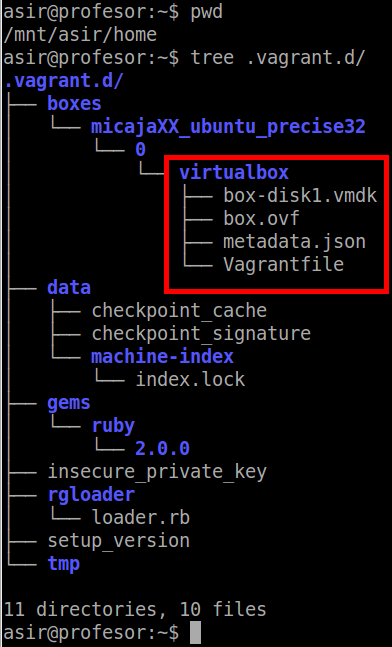 asir@profesor:~$ pwd
/mnt/asir/home
asir@profesor:~$ tree .vagrant.d/
.vagrant.d/
├── boxes
│   └── micajaXX_ubuntu_precise32
│       └── 0
│           └── virtualbox
│               ├── box-disk1.vmdk
│               ├── box.ovf
│               ├── metadata.json
│               └── Vagrantfile
├── data
│   ├── checkpoint_cache
│   ├── checkpoint_signature
│   └── machine-index
│       └── index.lock
├── gems
│   └── ruby
│       └── 2.0.0
├── insecure_private_key
├── rgloader
│   └── loader.rb
├── setup_version
└── tmp

11 directories, 10 files
asir@profesor:~$